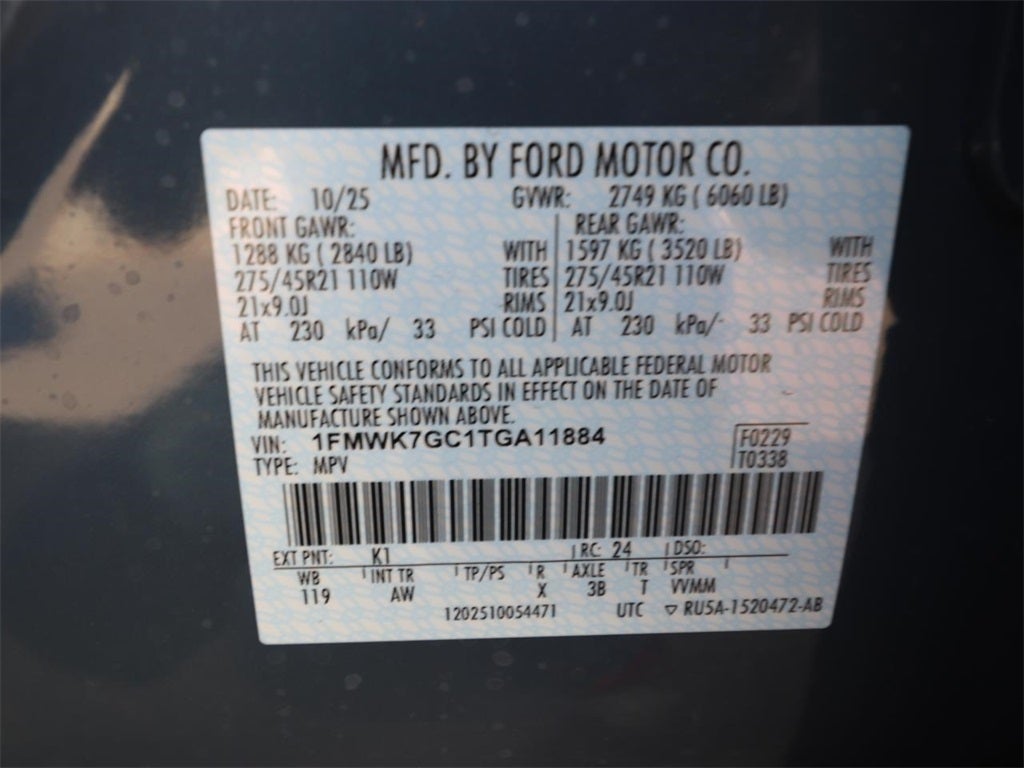 MFD. BY FORD MOTOR CO.
DATE: 10/25 GVWR: 2749 KG ( 6060 LB)
FRONT GAWR: REAR GAWR:
1288 KG ( 2840 LB) WITH 1597 KG ( 3520 LB) WITH
275/45R21 110W TIRES 275/45R21 110W TIRES
21x9.0J RIMS 21x9.0J RIMS
AT 230 kPa/ 33 PSI COLD AT 230 kPa/ 33 PSI COLD
THIS VEHICLE CONFORMS TO ALL APPLICABLE FEDERAL MOTOR
VEHICLE SAFETY STANDARDS IN EFFECT ON THE DATE OF
MANUFACTURE SHOWN ABOVE.
VIN: 1FMWK7GC1TGA11884 F0229
TYPE: MPV T0338
EXT PNT: K1 RC: 24 DSO:
WB INT TR TP/PS R AXLE TR SPR
119 AW X 3B T VVMM
1202510054471 UTC ▽ RU5A-1520472-AB